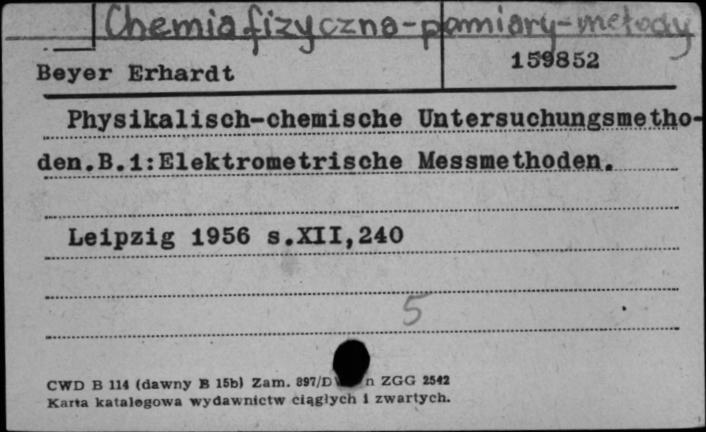 Chemia fizyczna-pomiary-metody
159852
Beyer Erhardt
Physikalisch-chemische Untersuchungsmetho-
den.B.1:Elektrometrische Messmethoden.
Leipzig 1956 s.XII,240
5
CWD B 114 (dawny B 15b) Zam. 897/D n ZGG 2542
Karta katalogowa wydawnictw ciągłych i zwartych.